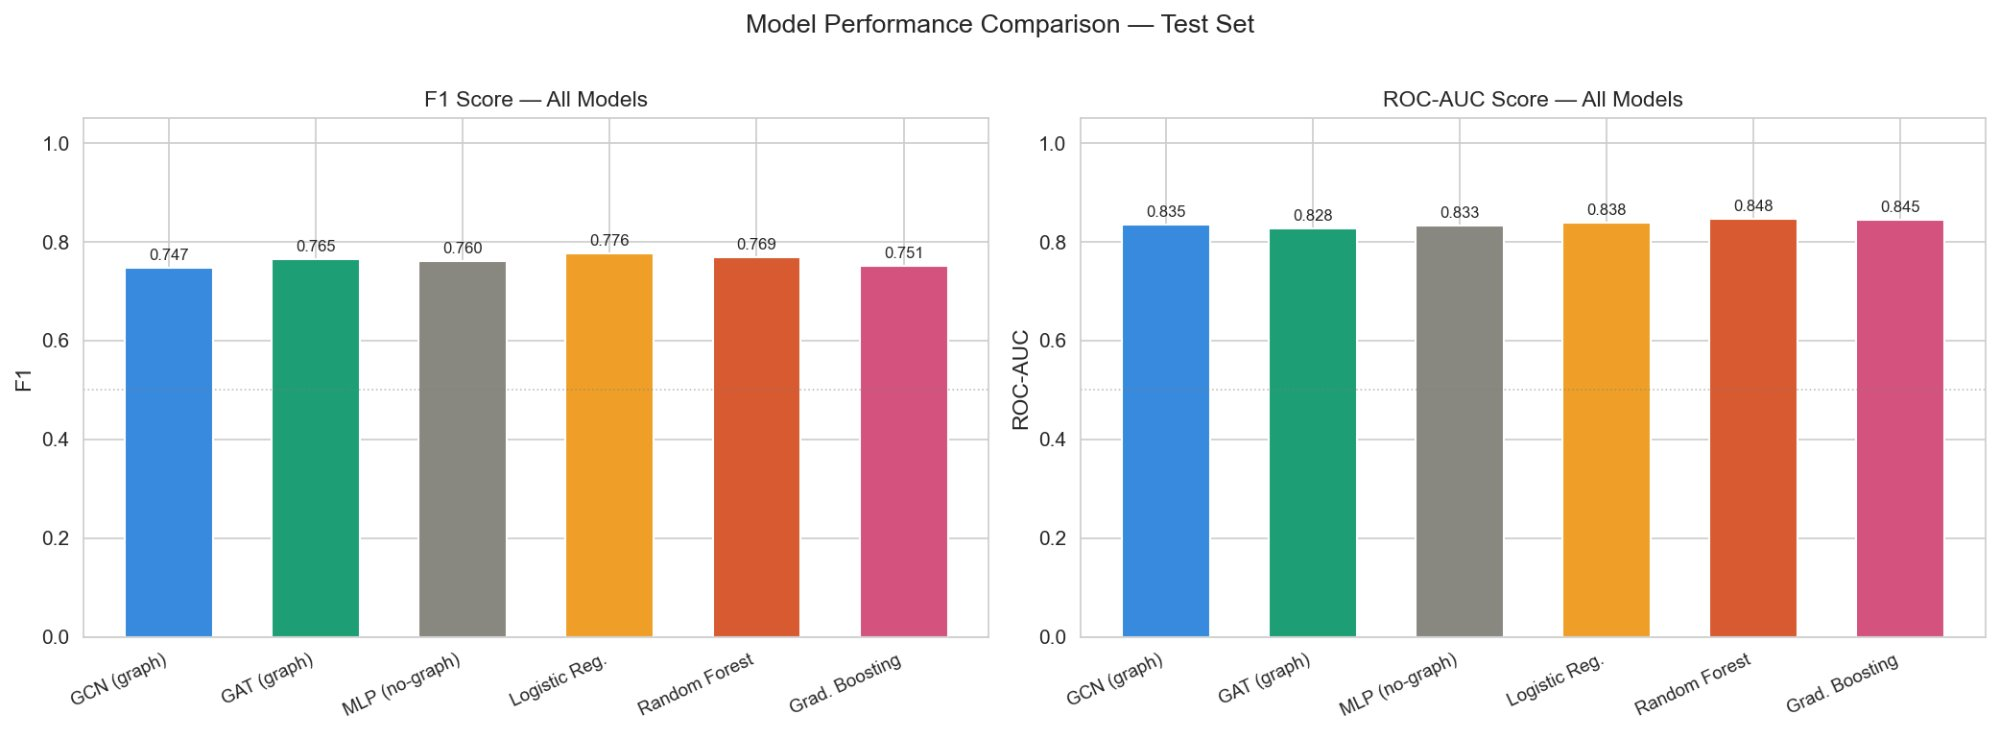 Model Performance Comparison — Test Set
F1 Score — All Models
1.0
0.8
0.6
0.4
0.2
0.0
F1
0.747
0.765
0.760
0.776
0.769
0.751
GCN (graph)
GAT (graph)
MLP (no-graph)
Logistic Reg.
Random Forest
Grad. Boosting
ROC-AUC Score — All Models
1.0
0.8
0.6
0.4
0.2
0.0
ROC-AUC
0.835
0.828
0.833
0.838
0.848
0.845
GCN (graph)
GAT (graph)
MLP (no-graph)
Logistic Reg.
Random Forest
Grad. Boosting